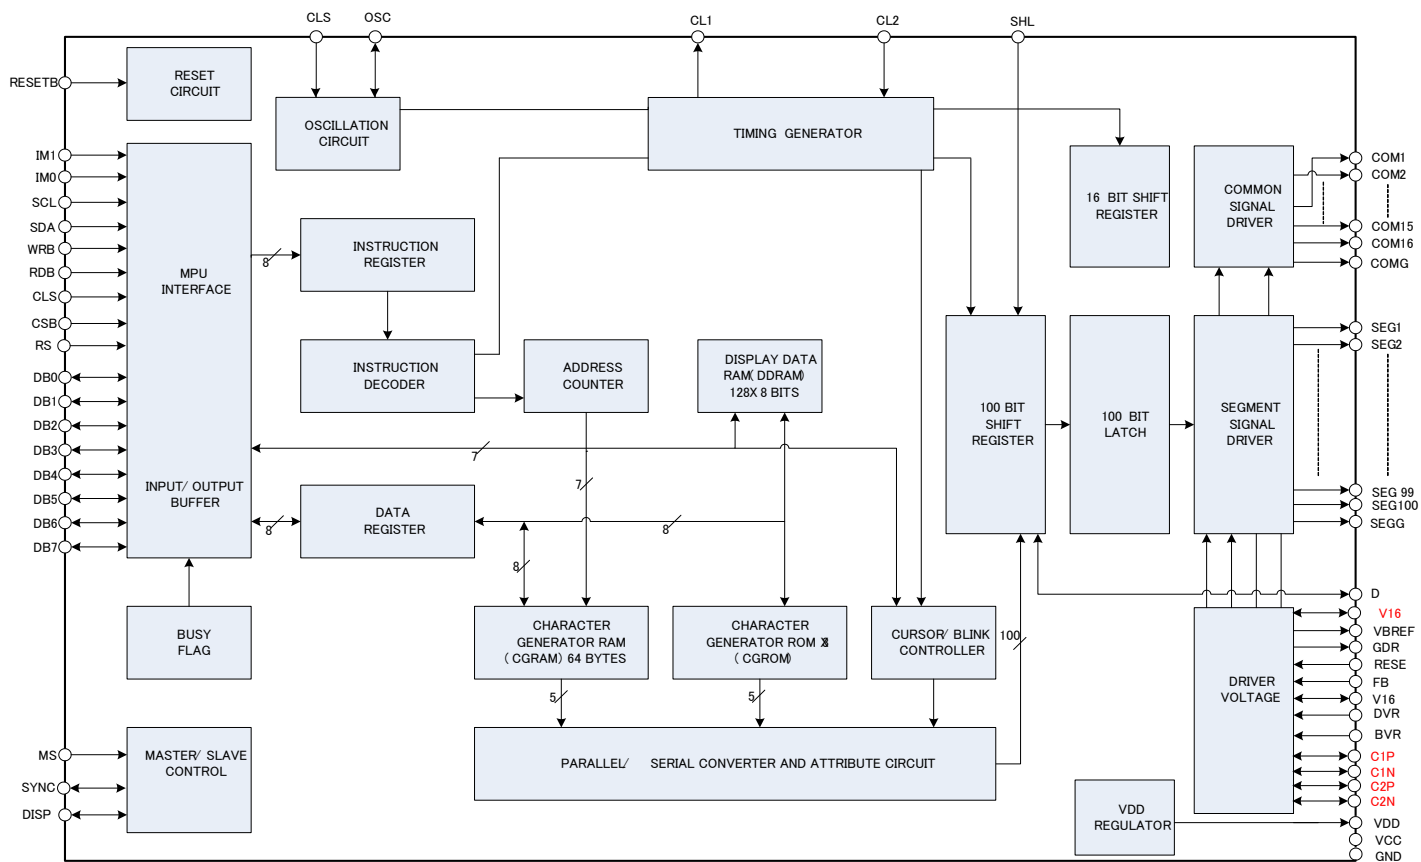 CLS
OSC
CL1
CL2
SHL
RESETB
RESET
CIRCUIT
OSCILLATION
CIRCUIT
TIMING GENERATOR
IM1
IM0
SCL
SDA
WRB
RDB
CLS
CSB
RS
DB0
DB1
DB2
DB3
DB4
DB5
DB6
DB7
MPU
INTERFACE
INPUT/ OUTPUT
BUFFER
8
8
INSTRUCTION
REGISTER
INSTRUCTION
DECODER
ADDRESS
COUNTER
DISPLAY DATA
RAM( DDRAM)
128X 8 BITS
16 BIT SHIFT
REGISTER
COMMON
SIGNAL
DRIVER
COM1
COM2
COM15
COM16
COMG
100 BIT
SHIFT
REGISTER
100 BIT
LATCH
SEGMENT
SIGNAL
DRIVER
SEG1
SEG2
SEG 99
SEG100
SEGG
7
7
DATA
REGISTER
8
8
BUSY
FLAG
CHARACTER
GENERATOR RAM
( CGRAM) 64 BYTES
CHARACTER
GENERATOR ROM
( CGROM)
CURSOR/ BLINK
CONTROLLER
100
5
5
PARALLEL/ SERIAL CONVERTER AND ATTRIBUTE CIRCUIT
MS
SYNC
DISP
MASTER/ SLAVE
CONTROL
DRIVER
VOLTAGE
D
V16
VBREF
GDR
RESE
FB
V16
DVR
BVR
C1P
C1N
C2P
C2N
VDD
REGULATOR
VDD
VCC
GND